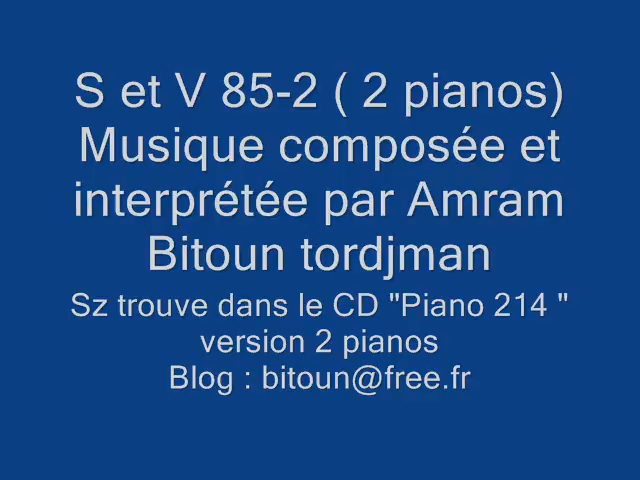 S et V 85-2 ( 2 pianos)
Musique composée et
interprétée par Amram
Bitoun tordjman
Sz trouve dans le CD "Piano 214 "
version 2 pianos
Blog : bitoun@free.fr